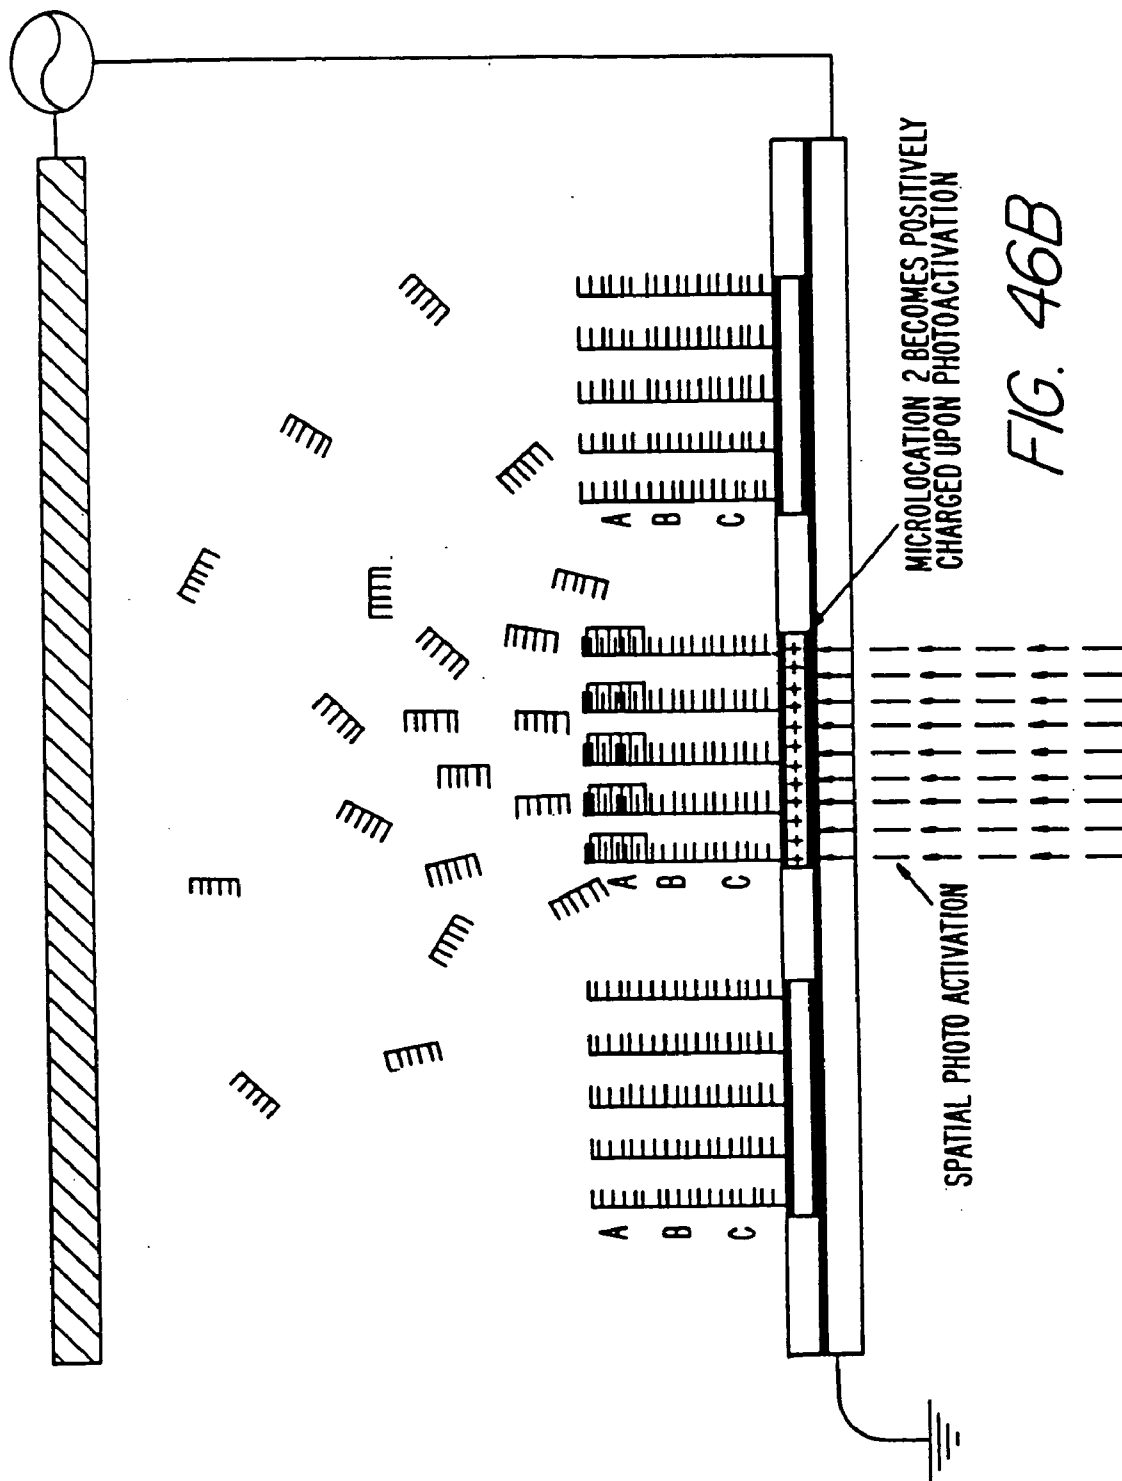 A
B
C
A
B
C
A
B
C
SPATIAL PHOTO ACTIVATION
MICROLOCATION 2 BECOMES POSITIVELY
CHARGED UPON PHOTOACTIVATION
FIG. 46B